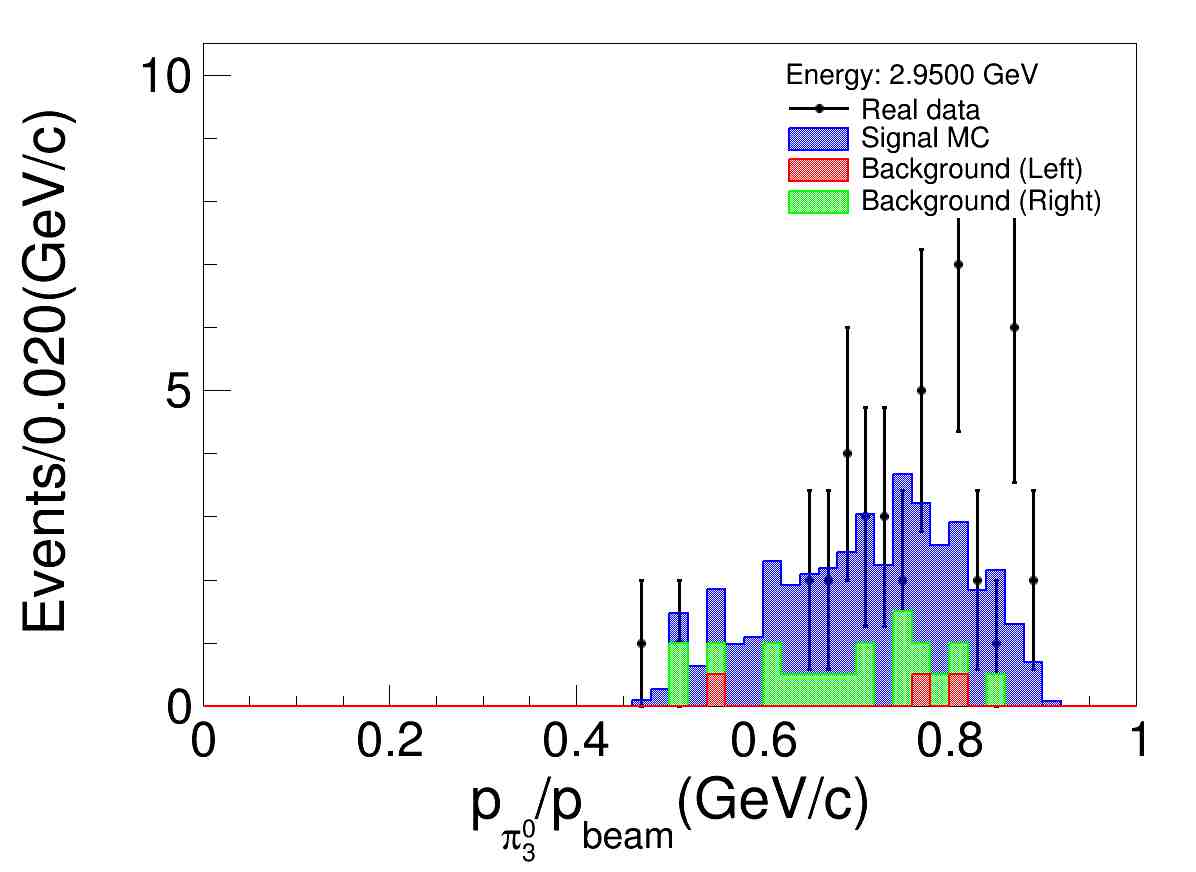 Events/0.020(GeV/c)
10
5
0
Energy: 2.9500 GeV
Real data
Signal MC
Background (Left)
Background (Right)
0 0.2 0.4 0.6 0.8 1
p_{π^0_3}/p_{beam}(GeV/c)